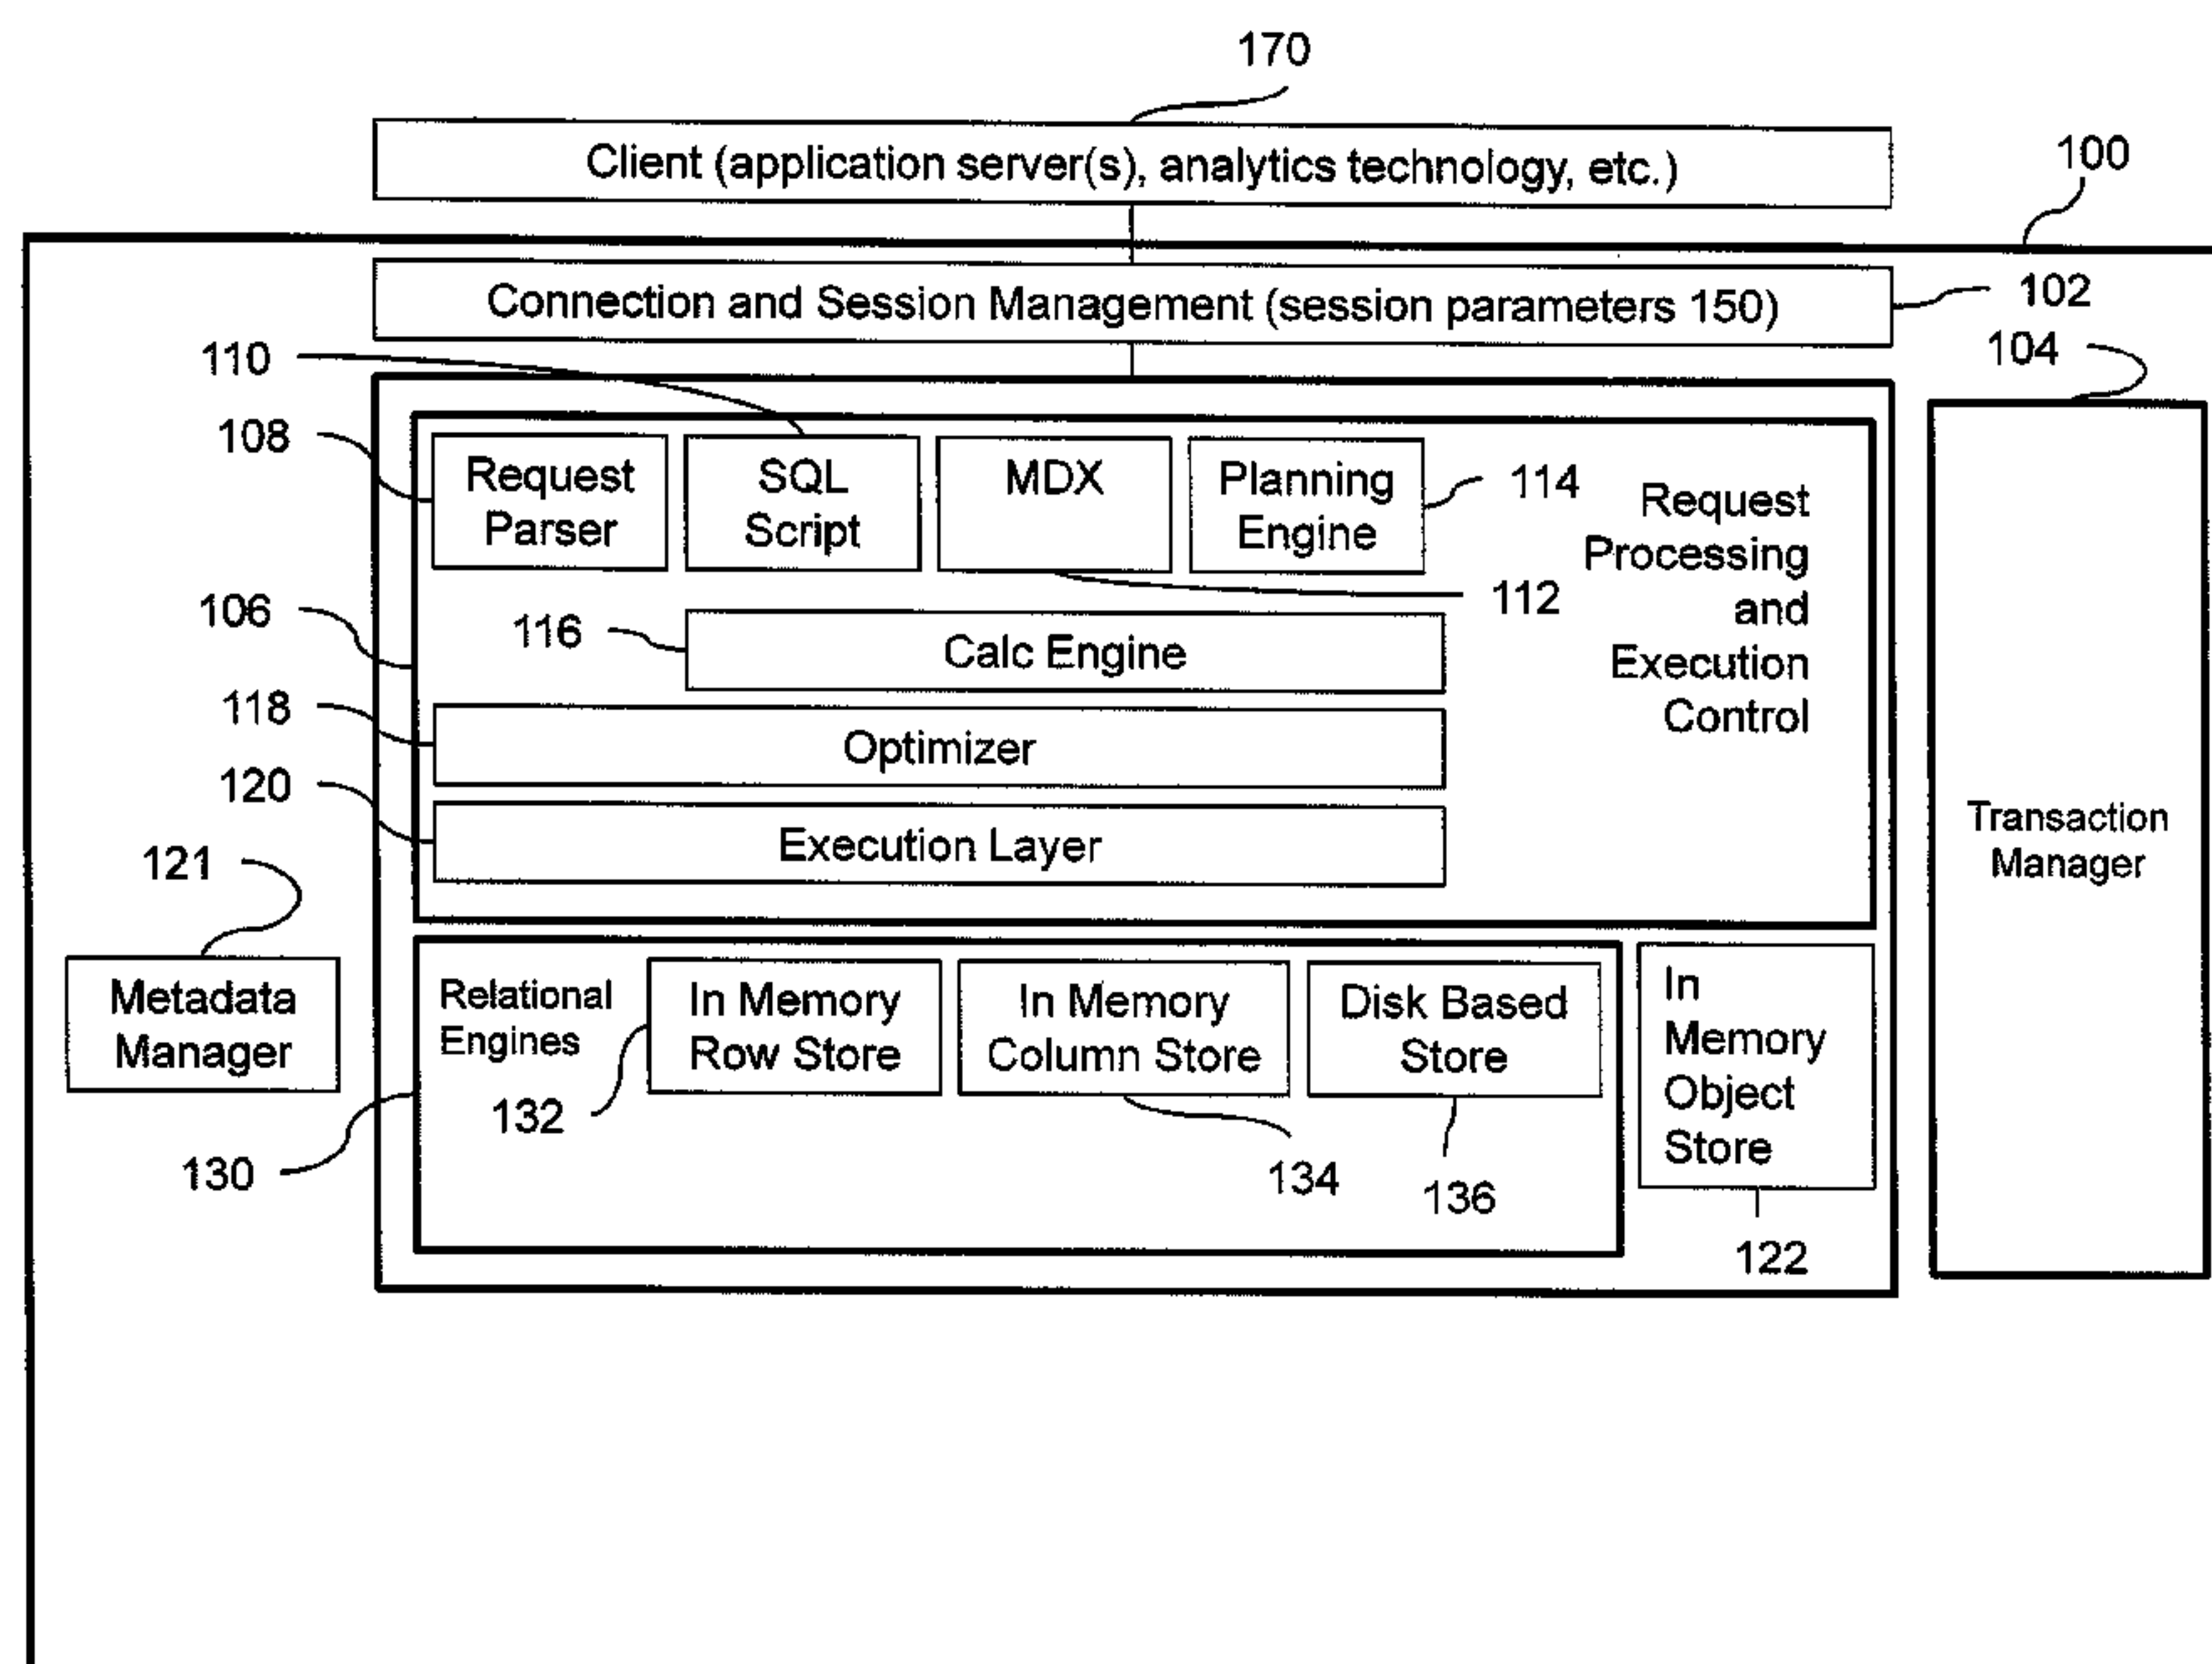 170
Client (application server(s), analytics technology, etc.)
100
Connection and Session Management (session parameters 150)
102
104
110
108
Request
Parser
SQL
Script
MDX
Planning
Engine
114
Request
Processing
and
Execution
Control
112
106
116
Calc Engine
118
Optimizer
120
Execution Layer
Transaction
Manager
121
Metadata
Manager
Relational
Engines
In Memory
Row Store
In Memory
Column Store
Disk Based
Store
In
Memory
Object
Store
132
130
134
136
122